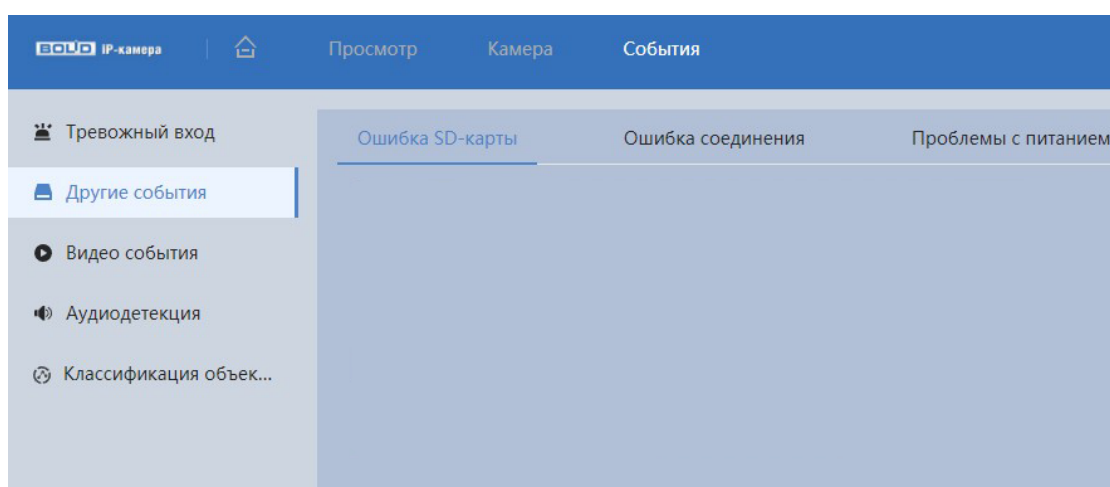 BOLID IP-камера Просмотр Камера События
Тревожный вход
Ошибка SD-карты Ошибка соединения Проблемы с питанием
Другие события
Видео события
Аудиодетекция
Классификация объек...